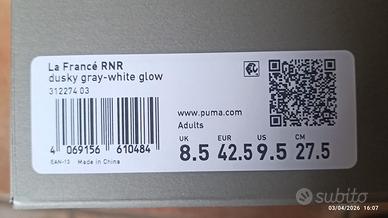 La Francé RNR
dusky gray-white glow
312274 03
www.puma.com
Adults
UK EUR US CM
8.5 42.5 9.5 27.5
4 069156 610484
EAN-13 Made in China
subito
03/04/2026 16:07